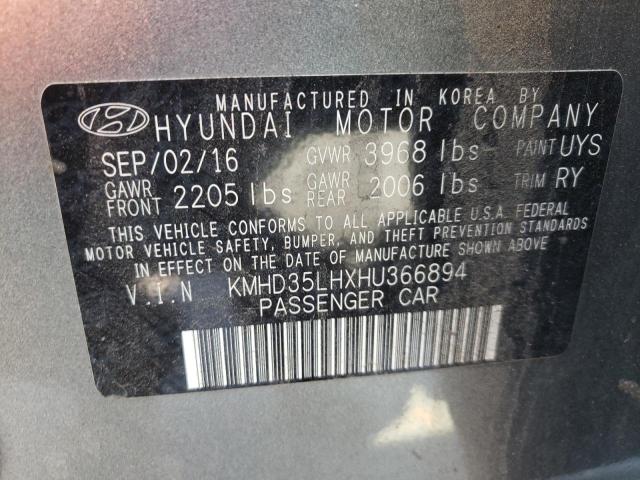 MANUFACTURED IN KOREA BY
HYUNDAI MOTOR COMPANY
SEP/02/16 GVWR 3968 lbs PAINT UYS
GAWR FRONT 2205 lbs GAWR REAR 2006 lbs TRIM RY
THIS VEHICLE CONFORMS TO ALL APPLICABLE U.S.A. FEDERAL
MOTOR VEHICLE SAFETY, BUMPER, AND THEFT PREVENTION STANDARDS
IN EFFECT ON THE DATE OF MANUFACTURE SHOWN ABOVE
V.I.N KMHD35LHXHU366894
PASSENGER CAR